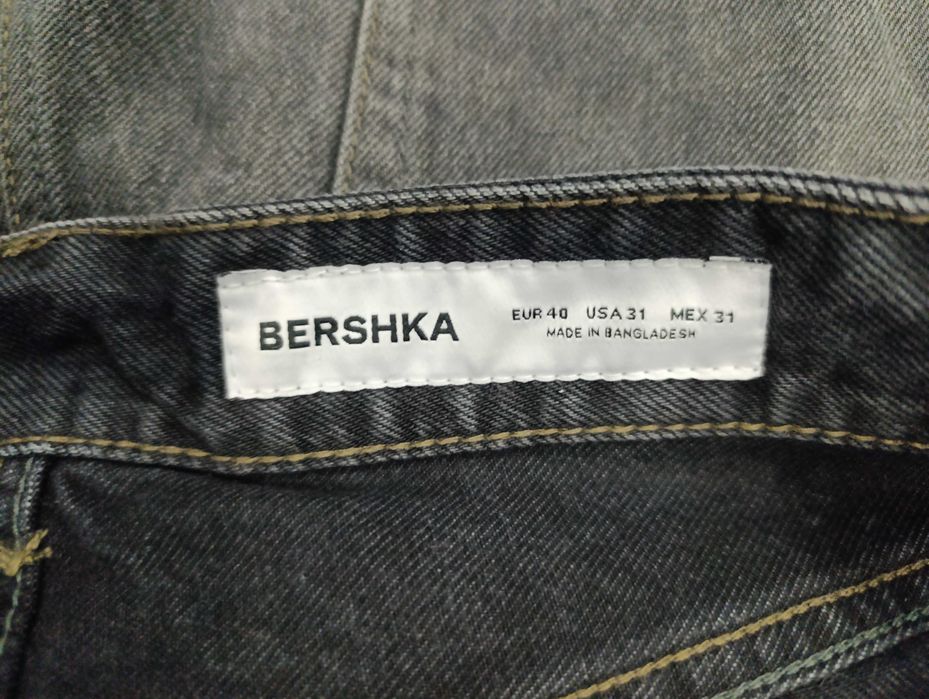 BERSHKA
EUR 40 USA 31 MEX 31
MADE IN BANGLADESH